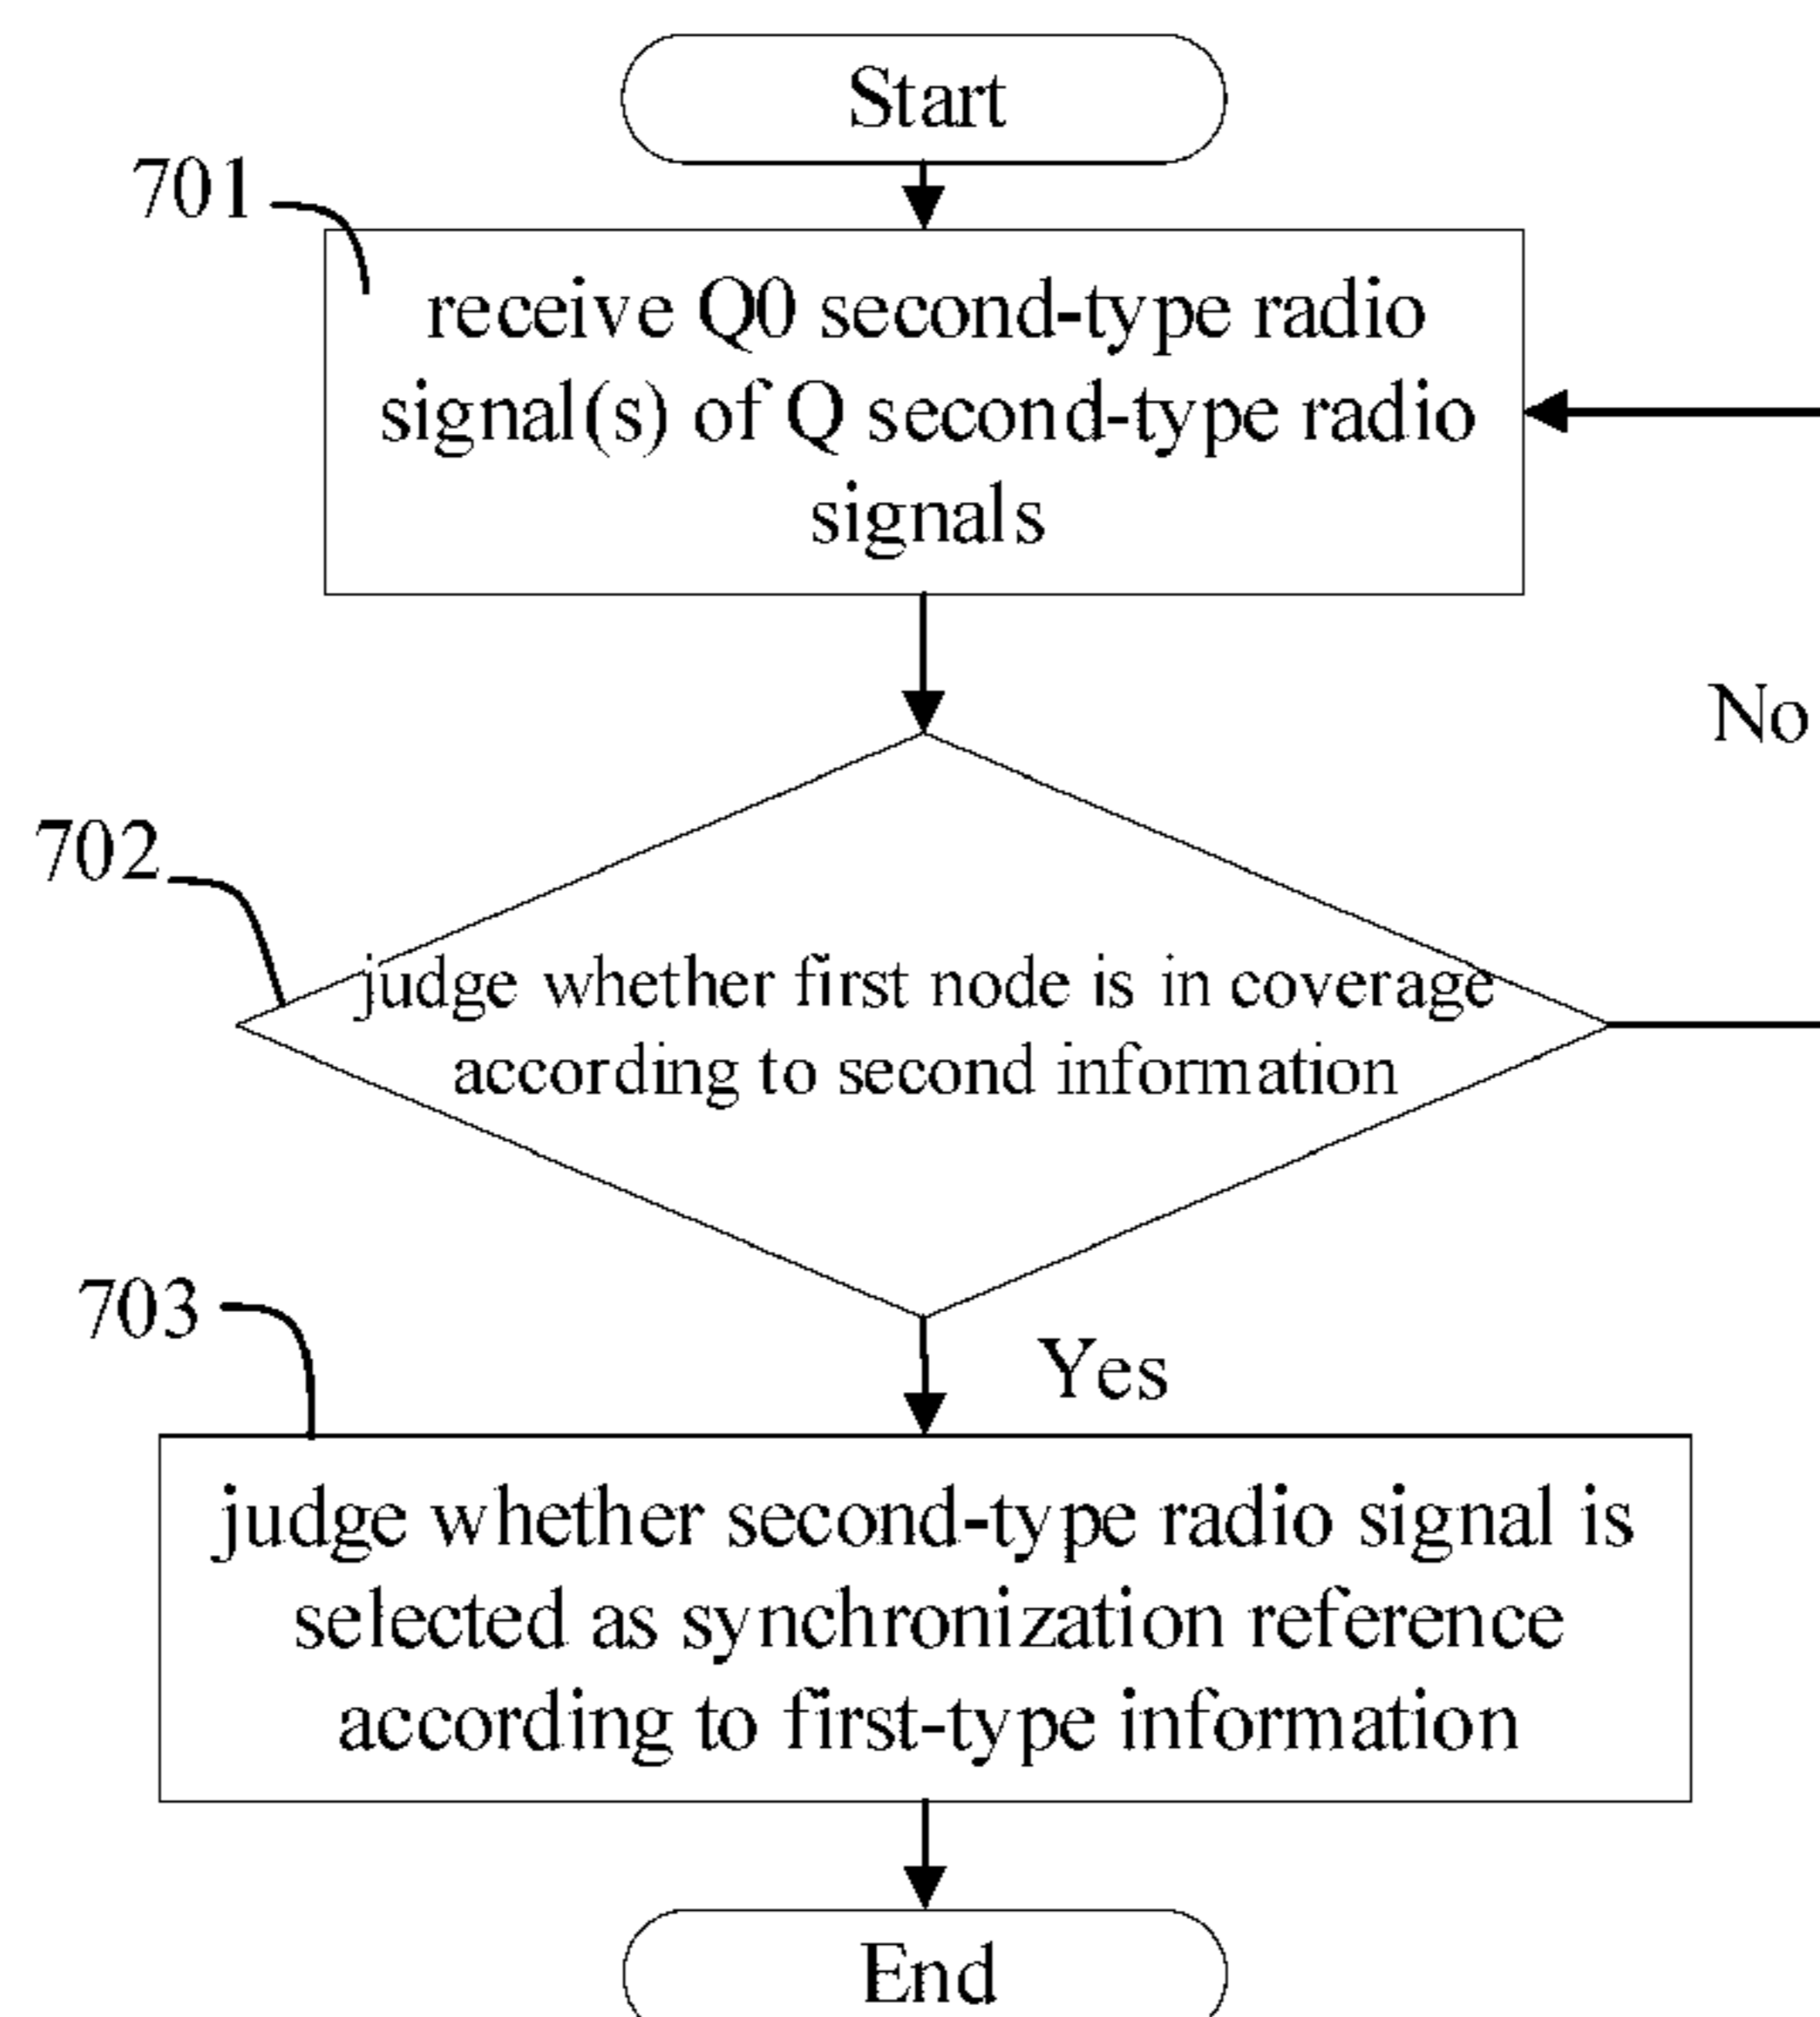 Start
701
receive Q0 second-type radio
signal(s) of Q second-type radio
signals
No
702
judge whether first node is in coverage
according to second information
703
Yes
judge whether second-type radio signal is
selected as synchronization reference
according to first-type information
End